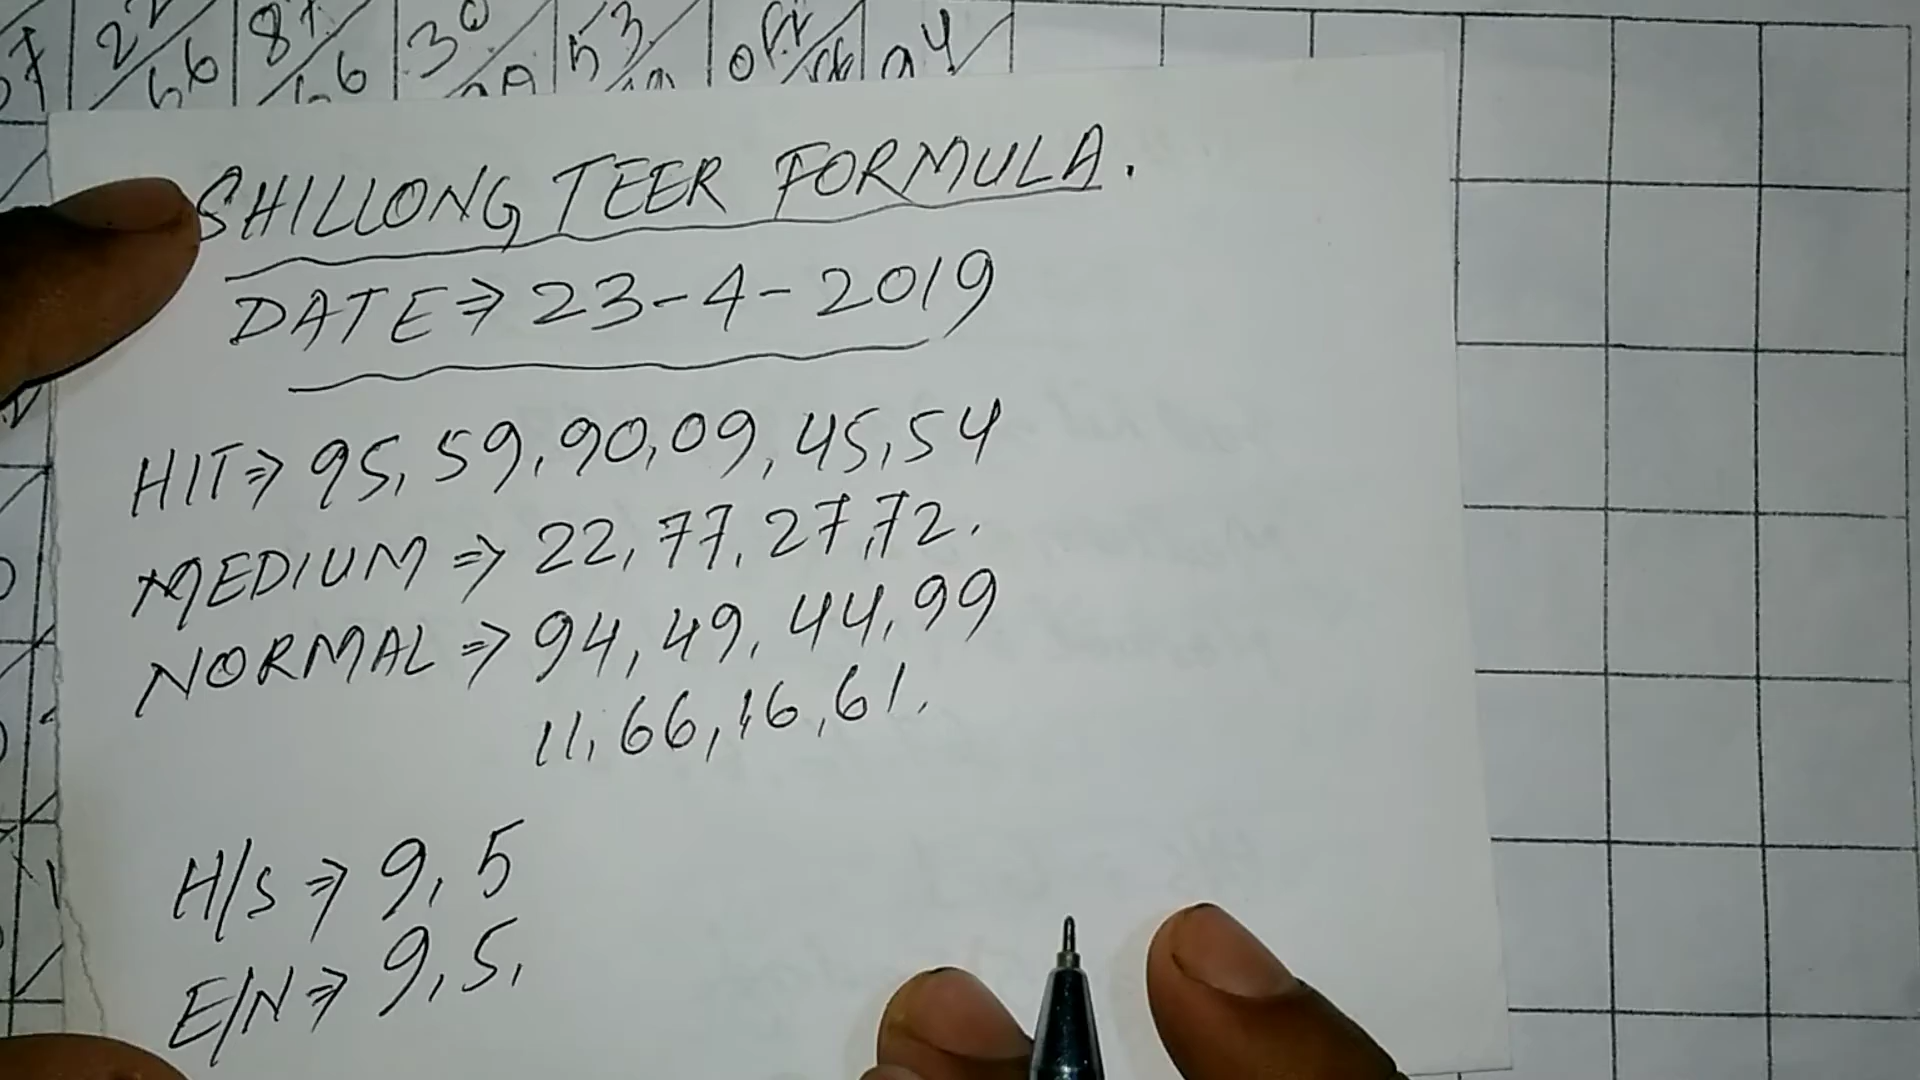 SHILLONG TEER FORMULA.
DATE⇒ 23-4-2019
HIT⇒ 95, 59, 90, 09, 45, 54
MEDIUM ⇒ 22, 77, 27, 72.
NORMAL ⇒ 94, 49, 44, 99
11, 66, 16, 61.
H/S ⇒ 9, 5
E/N ⇒ 9, 5,